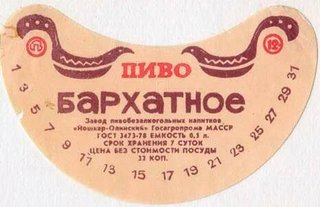 ПИВО
БАРХАТНОЕ
Завод пивобезалкогольных напитков
«Йошкар-Олинский» Госагропрома МАССР
ГОСТ 3473-78 ЕМКОСТЬ 0,5 л.
СРОК ХРАНЕНИЯ 7 СУТОК
ЦЕНА БЕЗ СТОИМОСТИ ПОСУДЫ
33 КОП.
1 3 5 7 9 11 13 15 17 19 21 23 25 27 29 31